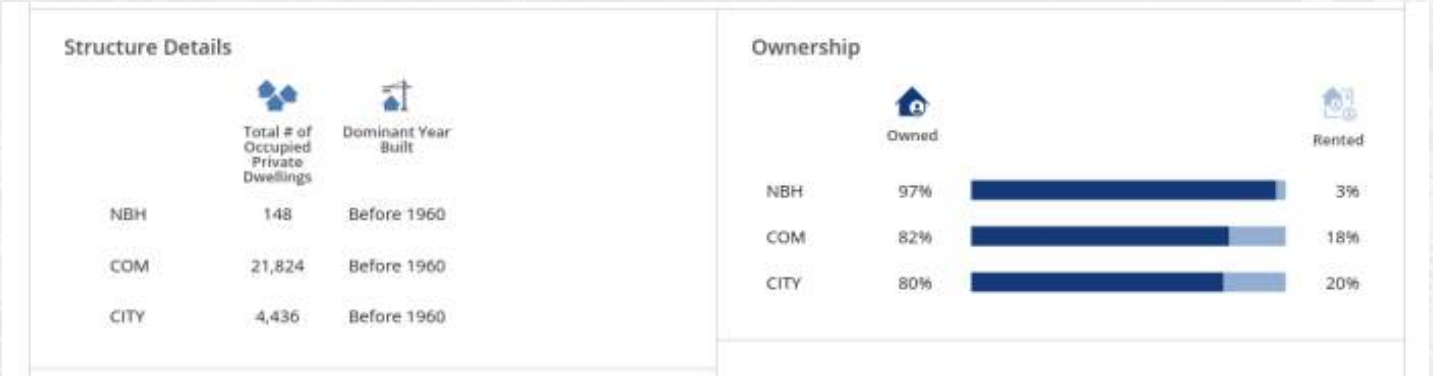 Structure Details
Total # of
Occupied
Private
Dwellings
Dominant Year
Built
NBH 148 Before 1960
COM 21,824 Before 1960
CITY 4,436 Before 1960
Ownership
Owned
Rented
NBH 97% 3%
COM 82% 18%
CITY 80% 20%